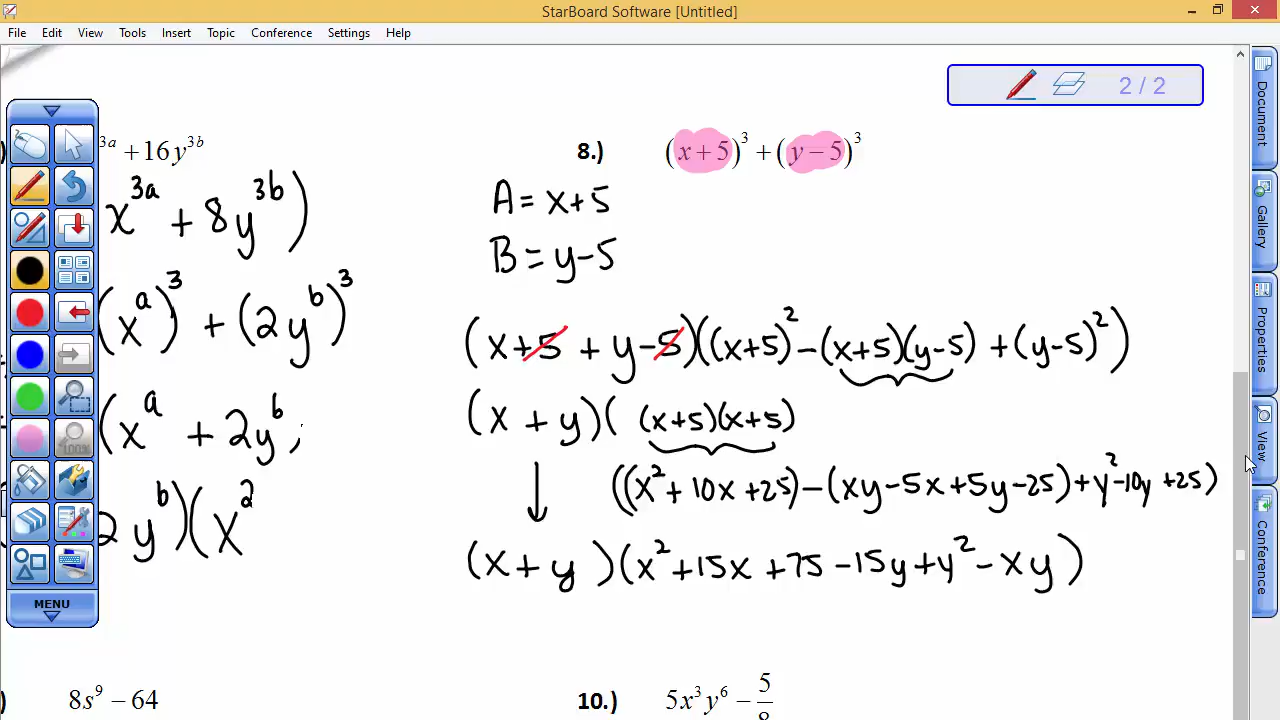 StarBoard Software [Untitled]
File Edit View Tools Insert Topic Conference Settings Help
2 / 2
Document
Gallery
Properties
View
Conference
100%
MENU
) 3a + 16y^{3b}
x^{3a} + 8y^{3b})
(x^a)^3 + (2y^b)^3
(x^a + 2y^b
2y^b)(x^2
8.) (x + 5)^3 + (y − 5)^3
A = x+5
B = y-5
(x+5 + y-5)((x+5)^2 - (x+5)(y-5) + (y-5)^2)
(x + y)( (x+5)(x+5)
((x^2 + 10x + 25) - (xy - 5x + 5y - 25) + y^2 - 10y + 25)
(x + y)(x^2 + 15x + 75 - 15y + y^2 - xy)
) 8s^9 − 64
10.) 5x^3y^6 − 5/8